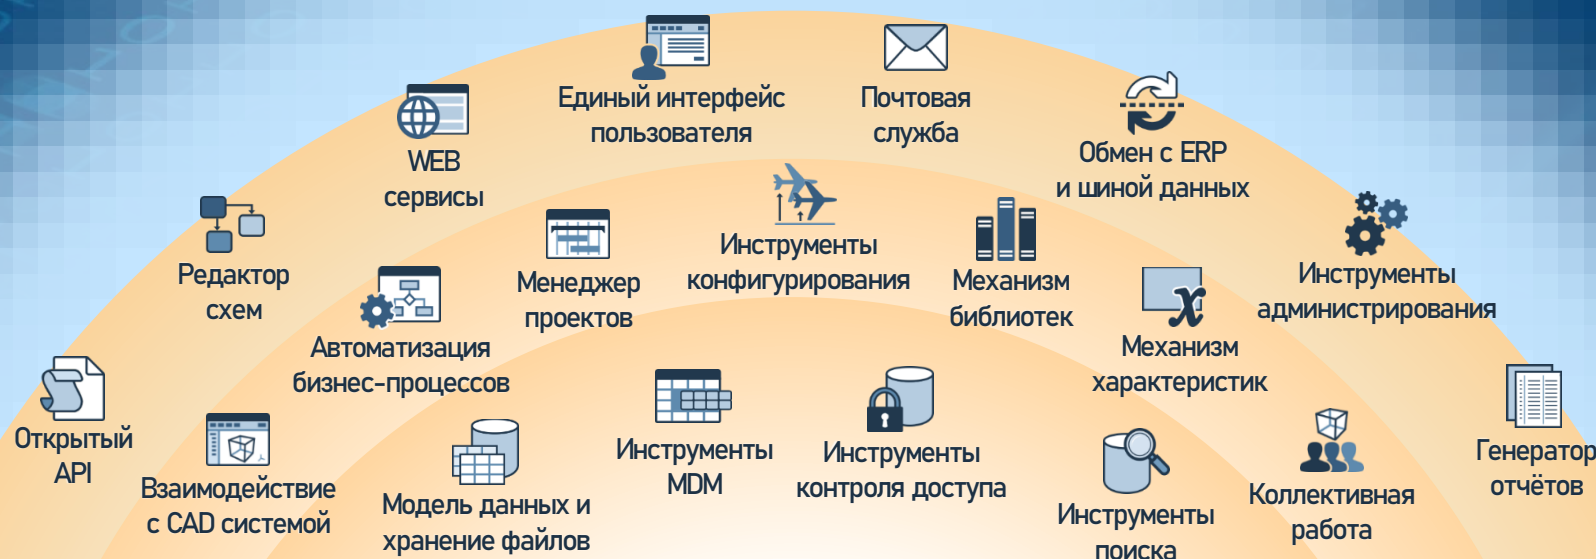 Единый интерфейс
пользователя
Почтовая
служба
WEB
сервисы
Обмен с ERP
и шиной данных
Редактор
схем
Менеджер
проектов
Инструменты
конфигурирования
Механизм
библиотек
Инструменты
администрирования
Автоматизация
бизнес-процессов
Механизм
характеристик
Открытый
API
Взаимодействие
с CAD системой
Модель данных и
хранение файлов
Инструменты
MDM
Инструменты
контроля доступа
Инструменты
поиска
Коллективная
работа
Генератор
отчётов